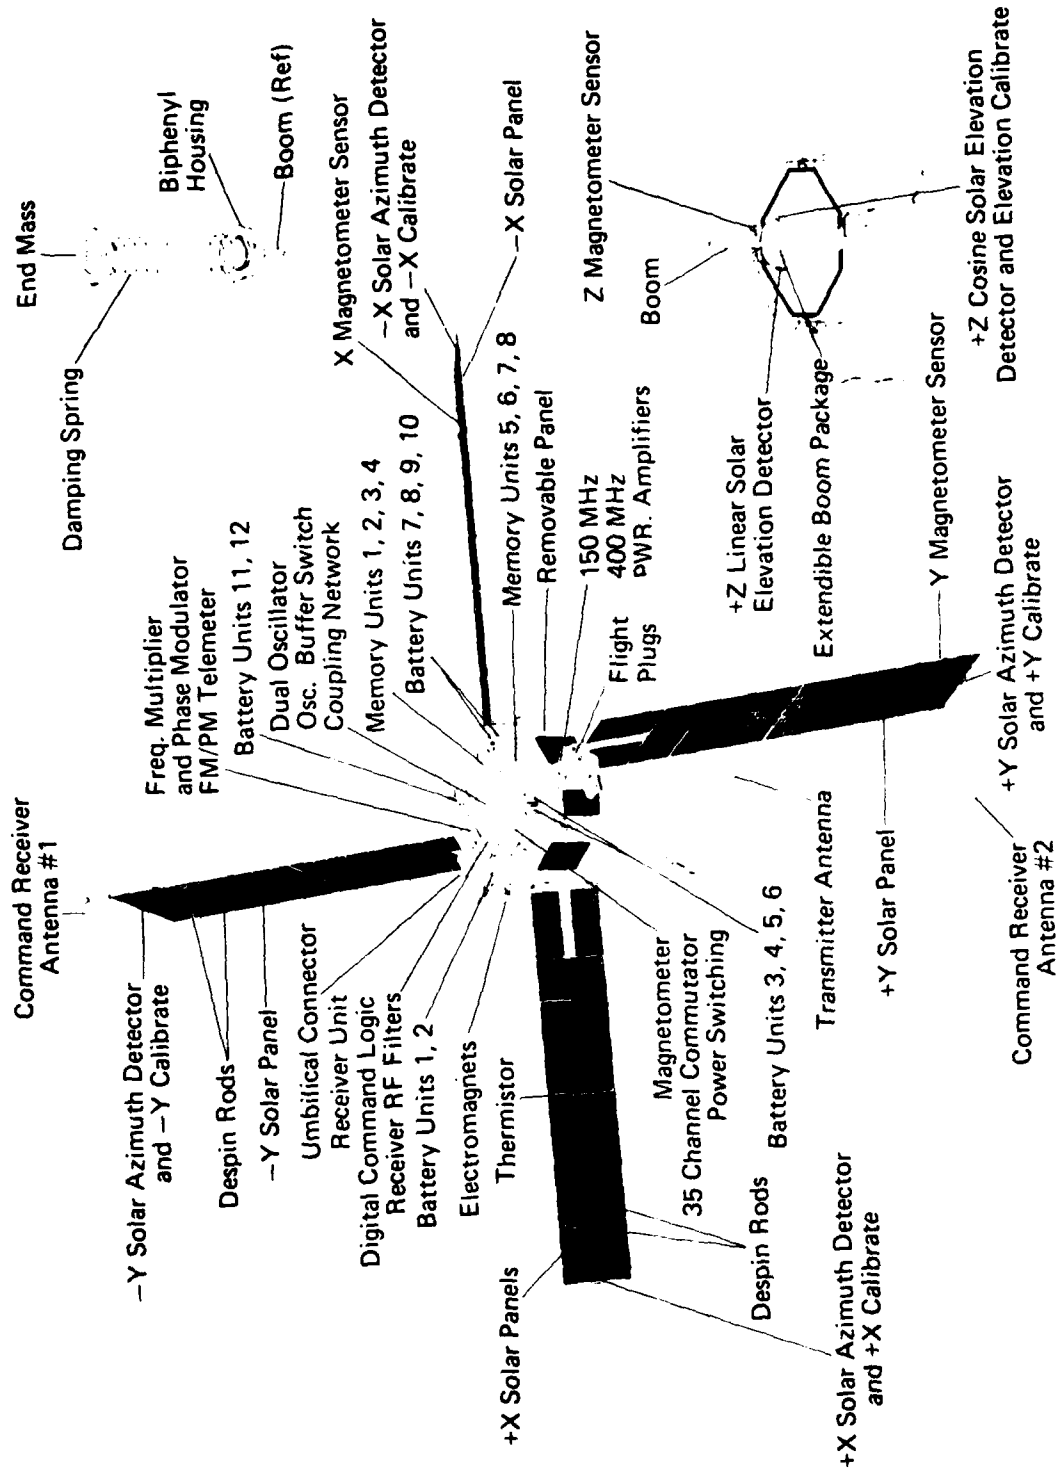 Command Receiver
Antenna #1
−Y Solar Azimuth Detector
and −Y Calibrate
Despin Rods
−Y Solar Panel
Umbilical Connector
Receiver Unit
Digital Command Logic
Receiver RF Filters
Battery Units 1, 2
Electromagnets
Thermistor
+X Solar Panels
Freq. Multiplier
and Phase Modulator
FM/PM Telemeter
Battery Units 11, 12
Dual Oscillator
Osc. Buffer Switch
Coupling Network
Memory Units 1, 2, 3, 4
Battery Units 7, 8, 9, 10
End Mass
Damping Spring
Biphenyl
Housing
Boom (Ref)
X Magnetometer Sensor
−X Solar Azimuth Detector
and −X Calibrate
−X Solar Panel
Memory Units 5, 6, 7, 8
Removable Panel
150 MHz
400 MHz
PWR. Amplifiers
Flight
Plugs
Z Magnetometer Sensor
Boom
+Z Linear Solar
Elevation Detector
Extendible Boom Package
+Z Cosine Solar Elevation
Detector and Elevation Calibrate
Y Magnetometer Sensor
+Y Solar Azimuth Detector
and +Y Calibrate
Magnetometer
35 Channel Commutator
Power Switching
Battery Units 3, 4, 5, 6
Transmitter Antenna
+Y Solar Panel
Command Receiver
Antenna #2
Despin Rods
+X Solar Azimuth Detector
and +X Calibrate